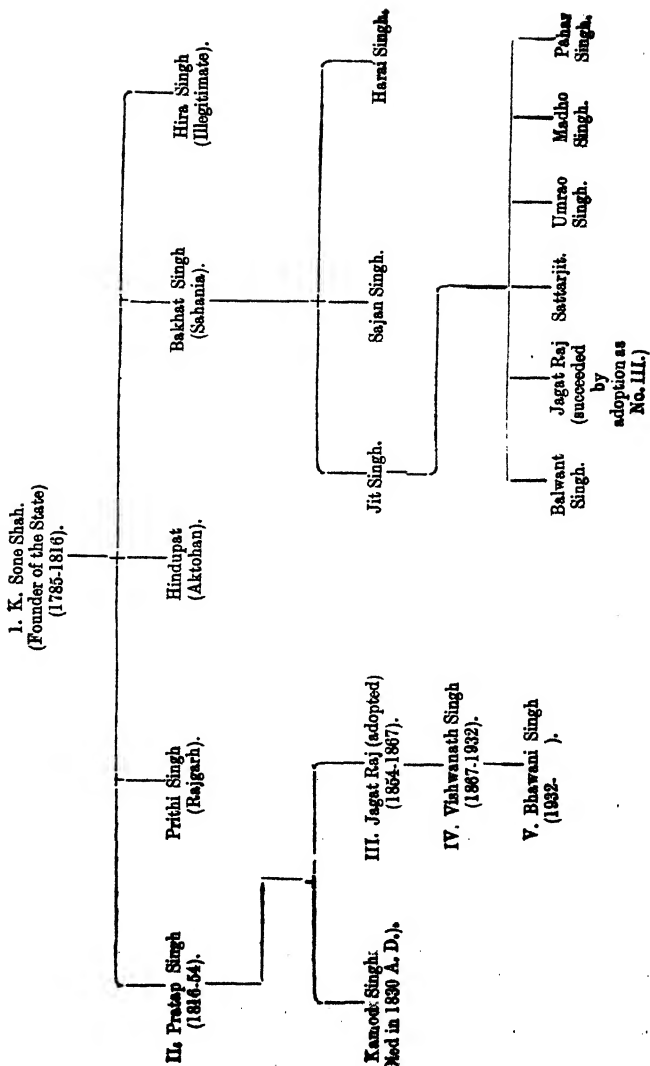 1. K. Sone Shah.
(Founder of the State)
(1785-1816).
II. Pratap Singh
(1816-54).
Prithi Singh
(Rajgarh).
Hindupat
(Aktohan).
Bakhat Singh
(Sahania).
Hira Singh
(Illegitimate).
Kamod Singh:
Died in 1830 A. D.).
III. Jagat Raj (adopted)
(1854-1867).
IV. Vishwanath Singh
(1867-1932).
V. Bhawani Singh
(1932- ).
Jit Singh.
Sajan Singh.
Harai Singh.
Balwant
Singh.
Jagat Raj
(succeeded
by
adoption as
No. III.)
Sattarjit.
Umrao
Singh.
Madho
Singh.
Pahar
Singh.